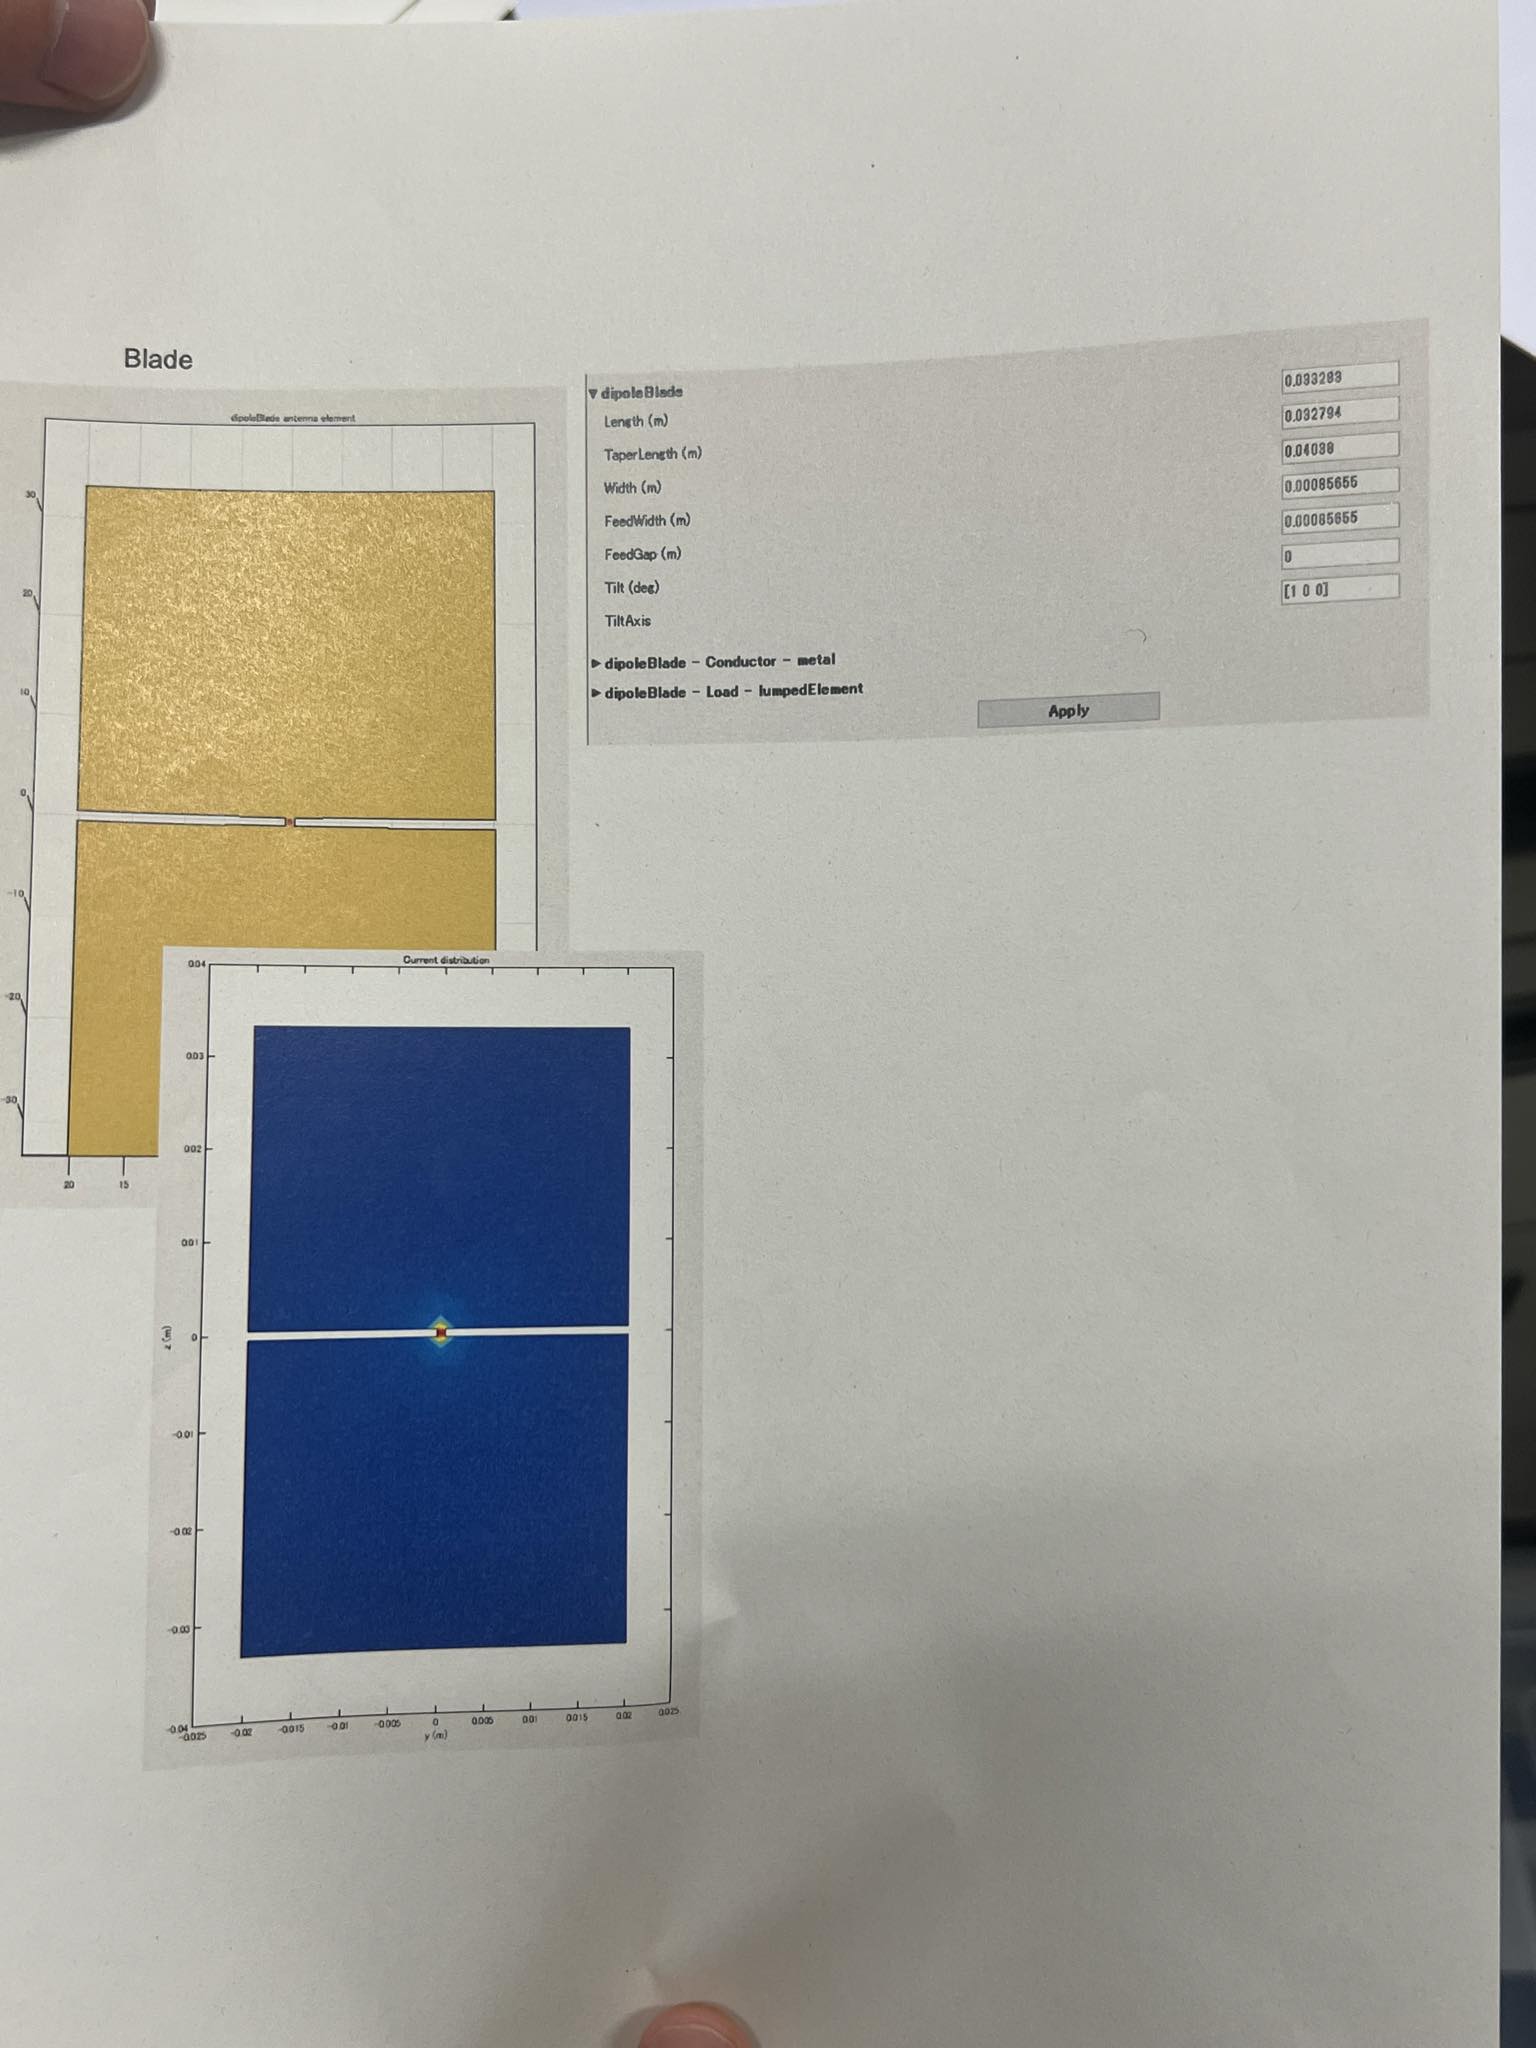 Blade
dipoleBlade antenna element
30
20
10
0
-10
-20
-30
20 15
▼ dipoleBlade
Length (m) 0.033283
TaperLength (m) 0.032794
Width (m) 0.04038
FeedWidth (m) 0.00085655
FeedGap (m) 0.00085655
Tilt (deg) 0
TiltAxis [1 0 0]
▶ dipoleBlade - Conductor - metal
▶ dipoleBlade - Load - lumpedElement
Apply
Current distribution
0.04
0.03
0.02
0.01
0
-0.01
-0.02
-0.03
-0.04
z (m)
-0.025 -0.02 -0.015 -0.01 -0.005 0 0.005 0.01 0.015 0.02 0.025
y (m)